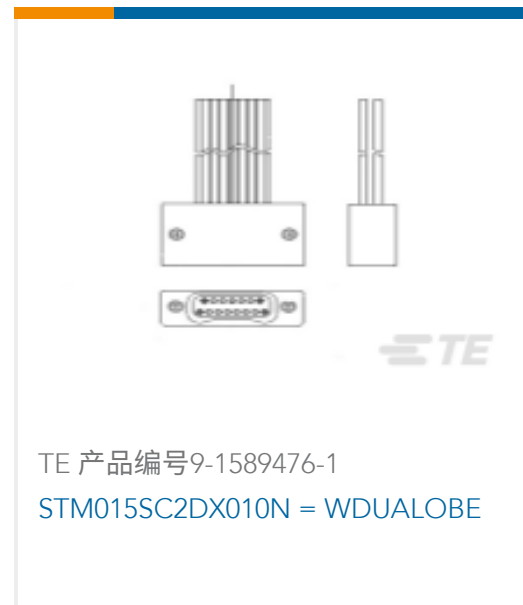 TE
TE 产品编号9-1589476-1
STM015SC2DX010N = WDUALOBE